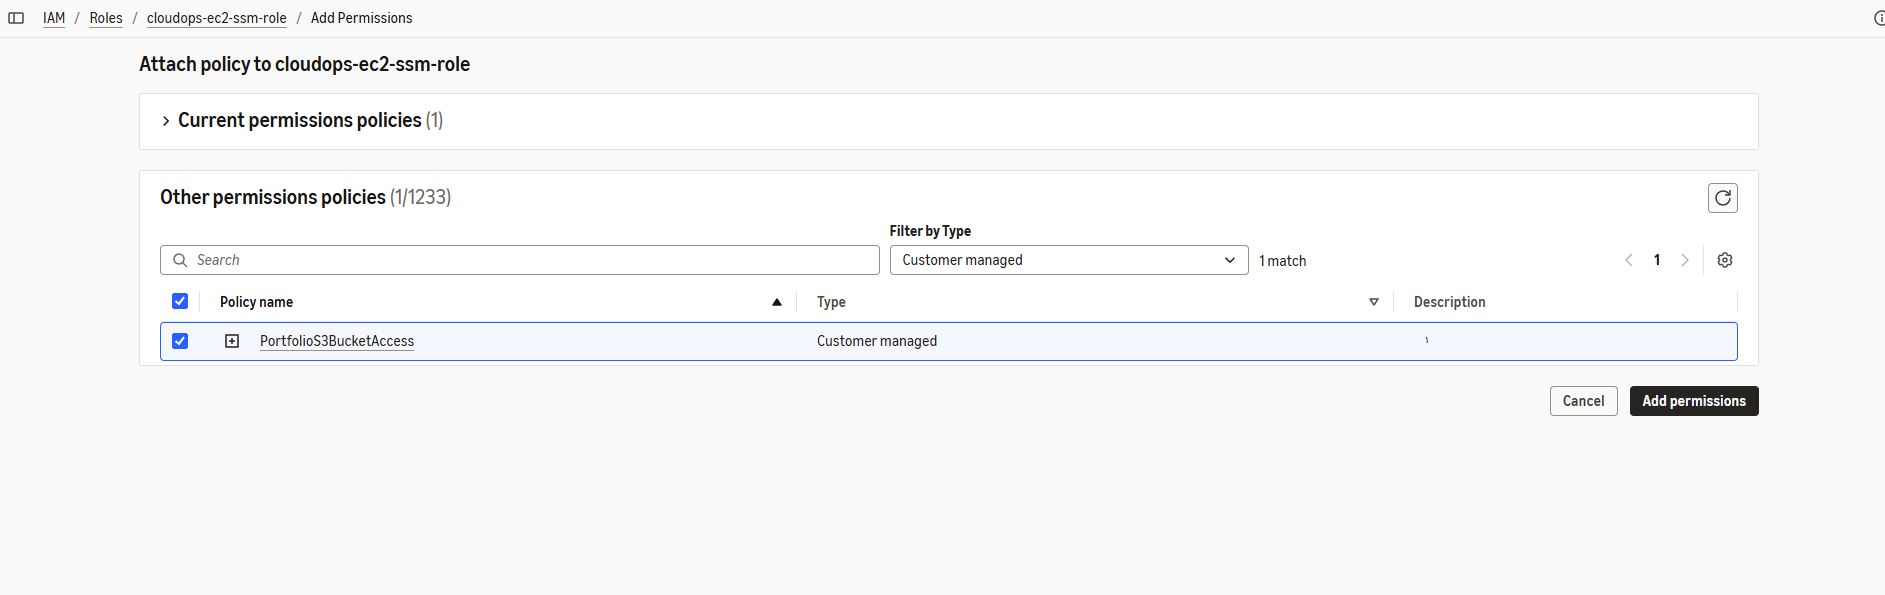 IAM / Roles / cloudops-ec2-ssm-role / Add Permissions
Attach policy to cloudops-ec2-ssm-role
Current permissions policies (1)
Other permissions policies (1/1233)
Filter by Type
Search
Customer managed
1 match
1
Policy name
Type
Description
PortfolioS3BucketAccess
Customer managed
Cancel
Add permissions